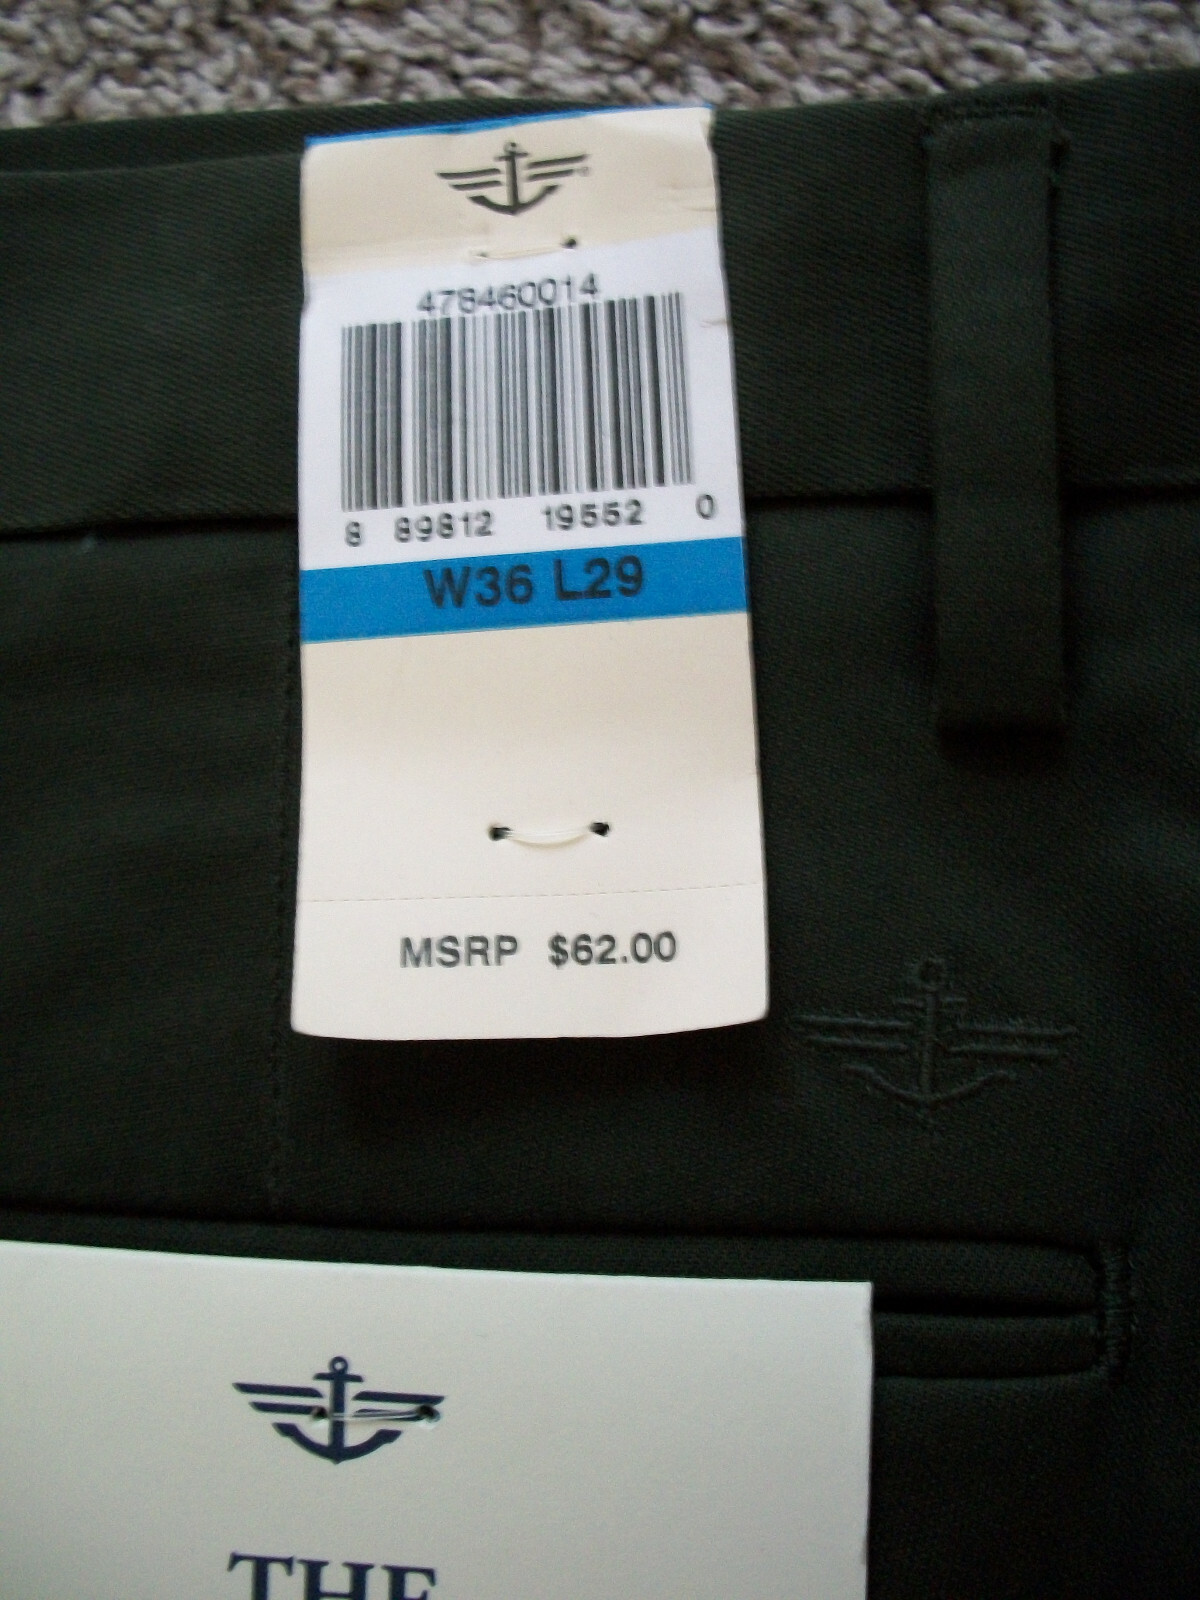 478460014
8 89812 19552 0
W36 L29
MSRP $62.00
THE